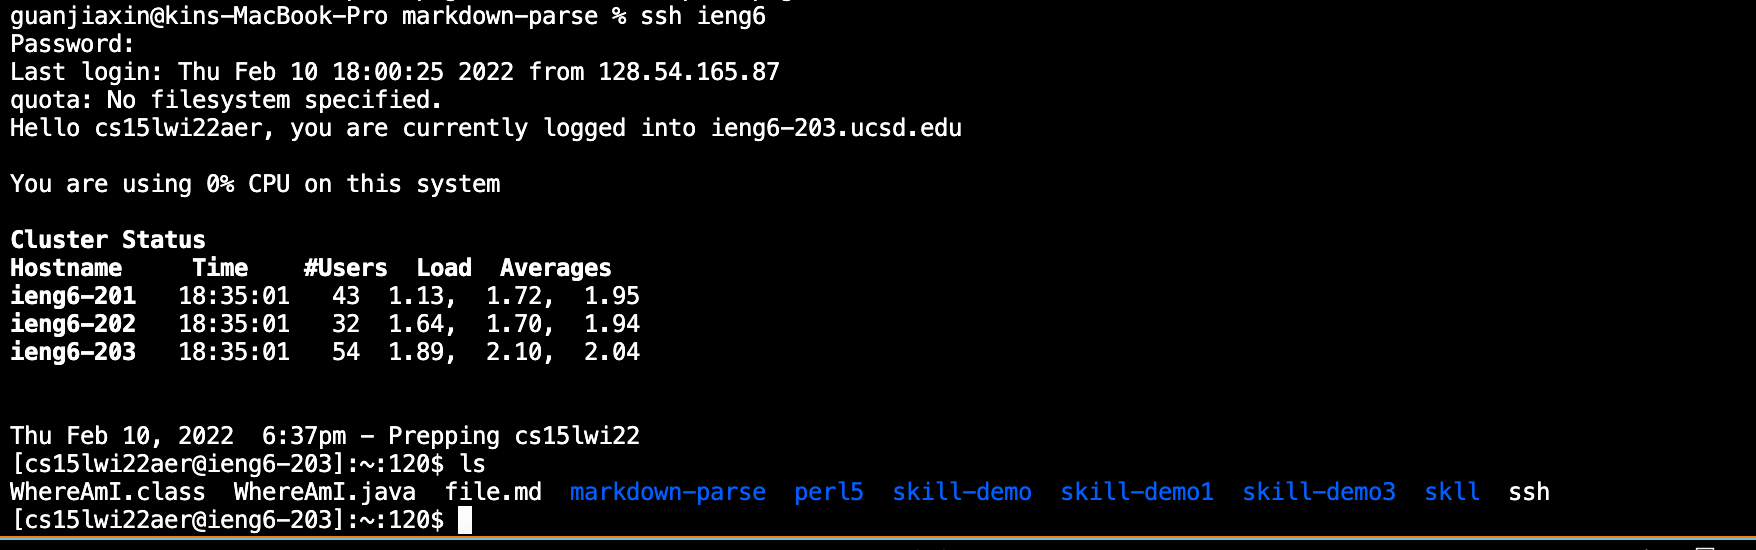 guanjiaxin@kins-MacBook-Pro markdown-parse % ssh ieng6
Password:
Last login: Thu Feb 10 18:00:25 2022 from 128.54.165.87
quota: No filesystem specified.
Hello cs15lwi22aer, you are currently logged into ieng6-203.ucsd.edu
You are using 0% CPU on this system
Cluster Status
Hostname     Time    #Users  Load  Averages
ieng6-201   18:35:01   43  1.13,  1.72,  1.95
ieng6-202   18:35:01   32  1.64,  1.70,  1.94
ieng6-203   18:35:01   54  1.89,  2.10,  2.04
Thu Feb 10, 2022  6:37pm - Prepping cs15lwi22
[cs15lwi22aer@ieng6-203]:~:120$ ls
WhereAmI.class  WhereAmI.java  file.md  markdown-parse  perl5  skill-demo  skill-demo1  skill-demo3  skll  ssh
[cs15lwi22aer@ieng6-203]:~:120$